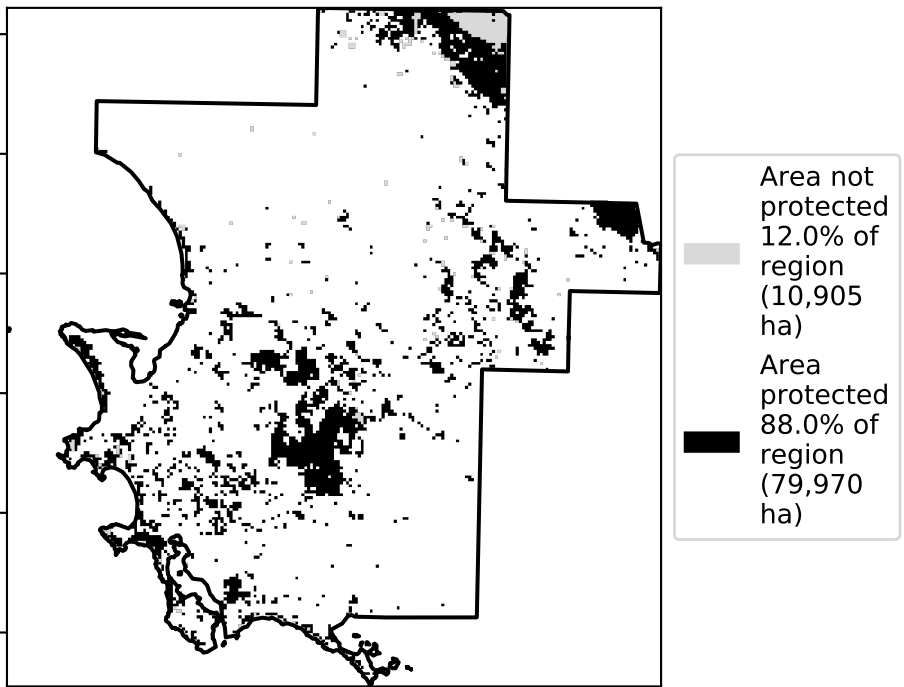 Area not
protected
12.0% of
region
(10,905
ha)
Area
protected
88.0% of
region
(79,970
ha)